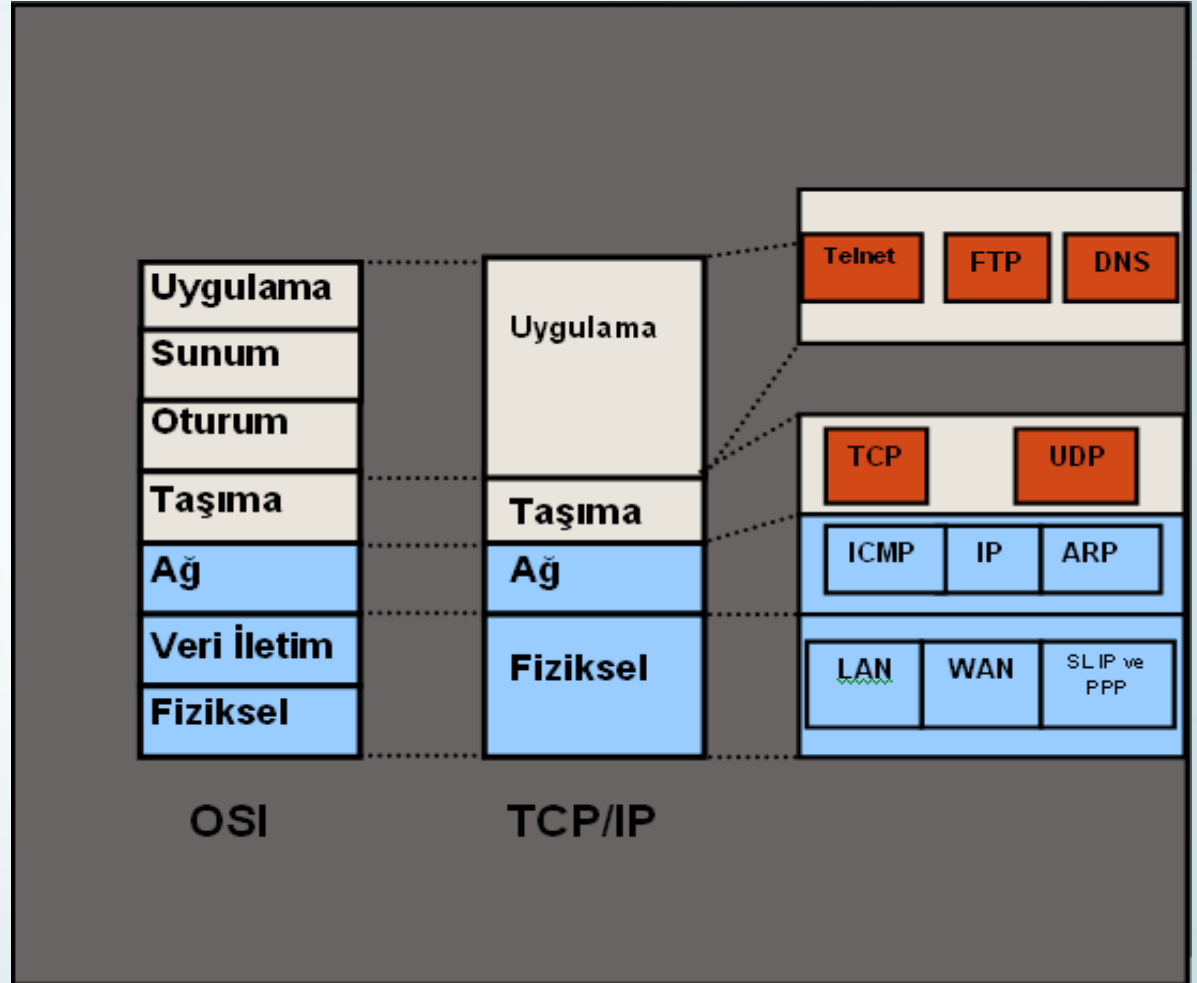 Uygulama
Sunum
Oturum
Taşıma
Ağ
Veri İletim
Fiziksel
OSI
Uygulama
Taşıma
Ağ
Fiziksel
TCP/IP
Telnet FTP DNS
TCP UDP
ICMP IP ARP
LAN WAN SLIP ve
PPP